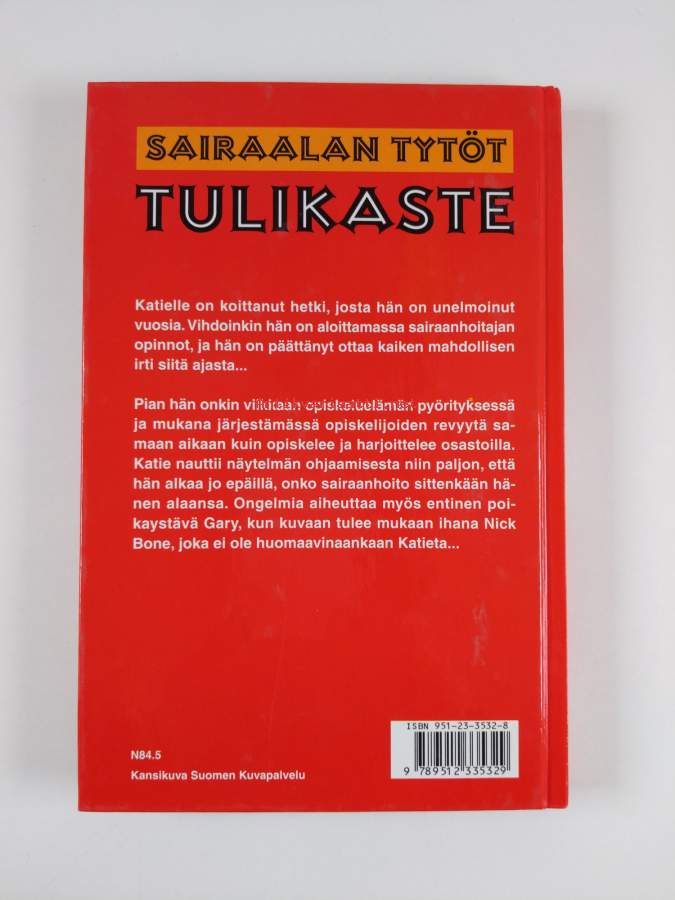 SAIRAALAN TYTÖT
TULIKASTE
Katielle on koittanut hetki, josta hän on unelmoinut
vuosia. Vihdoinkin hän on aloittamassa sairaanhoitajan
opinnot, ja hän on päättänyt ottaa kaiken mahdollisen
irti siitä ajasta...
Pian hän onkin villissä pyörityksessä
ja mukana järjestämässä opiskelijoiden revyytä sa-
maan aikaan kuin opiskelee ja harjoittelee osastoilla.
Katie nauttii näytelmän ohjaamisesta niin paljon, että
hän alkaa jo epäillä, onko sairaanhoito sittenkään hä-
nen alaansa. Ongelmia aiheuttaa myös entinen poi-
kaystävä Gary, kun kuvaan tulee mukaan ihana Nick
Bone, joka ei ole huomaavinaankaan Katieta...
ISBN 951-23-3532-8
9 789512 335329
N84.5
Kansikuva Suomen Kuvapalvelu